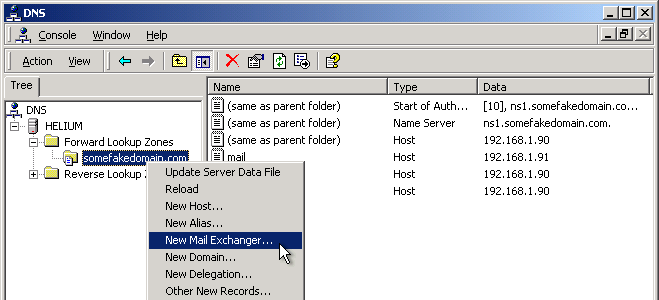 DNS
Console Window Help
Action View
Tree
Name Type Data
DNS
HELIUM
Forward Lookup Zones
somefakedomain.com
Reverse Lookup
(same as parent folder) Start of Auth... [10], ns1.somefakedomain.co...
(same as parent folder) Name Server ns1.somefakedomain.com.
(same as parent folder) Host 192.168.1.90
mail Host 192.168.1.91
Host 192.168.1.90
Host 192.168.1.90
Update Server Data File
Reload
New Host...
New Alias...
New Mail Exchanger...
New Domain...
New Delegation...
Other New Records...